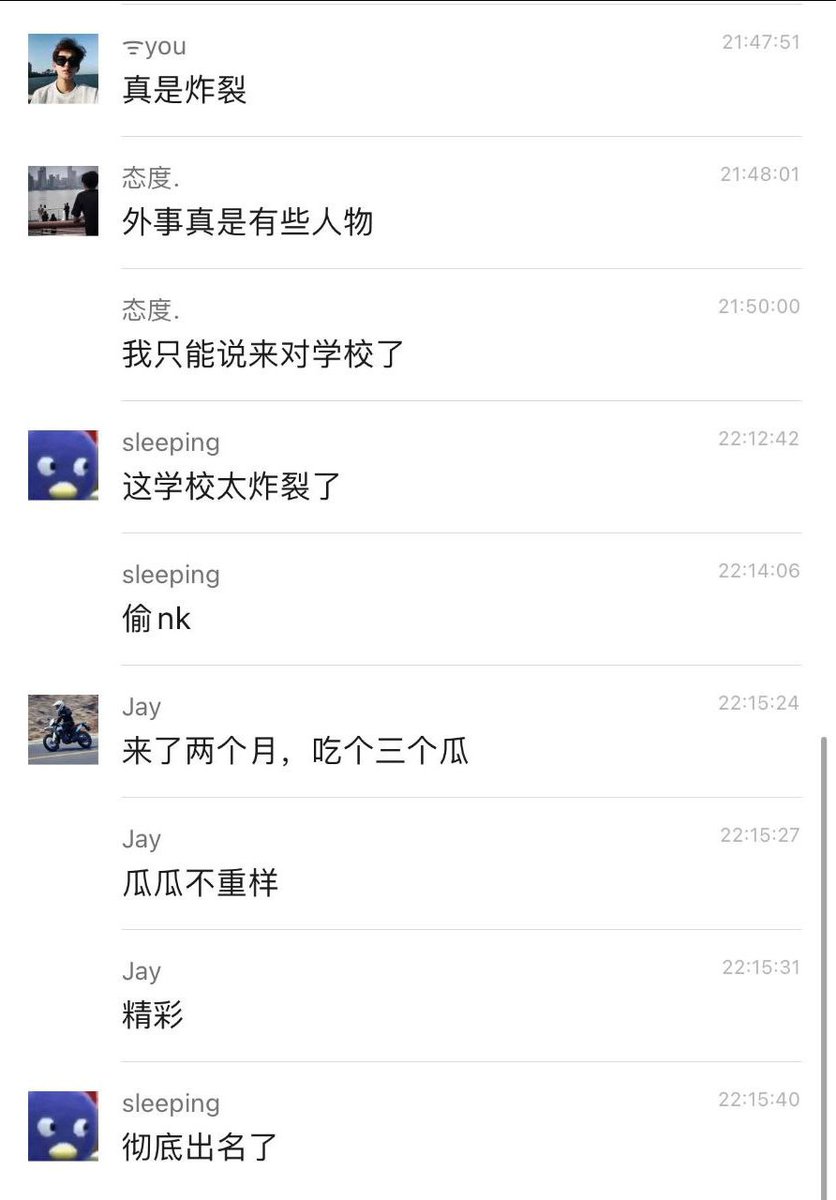 you
21:47:51
真是炸裂
态度.
21:48:01
外事真是有些人物
态度.
21:50:00
我只能说来对学校了
sleeping
22:12:42
这学校太炸裂了
sleeping
22:14:06
偷nk
Jay
22:15:24
来了两个月，吃个三个瓜
Jay
22:15:27
瓜瓜不重样
Jay
22:15:31
精彩
sleeping
22:15:40
彻底出名了